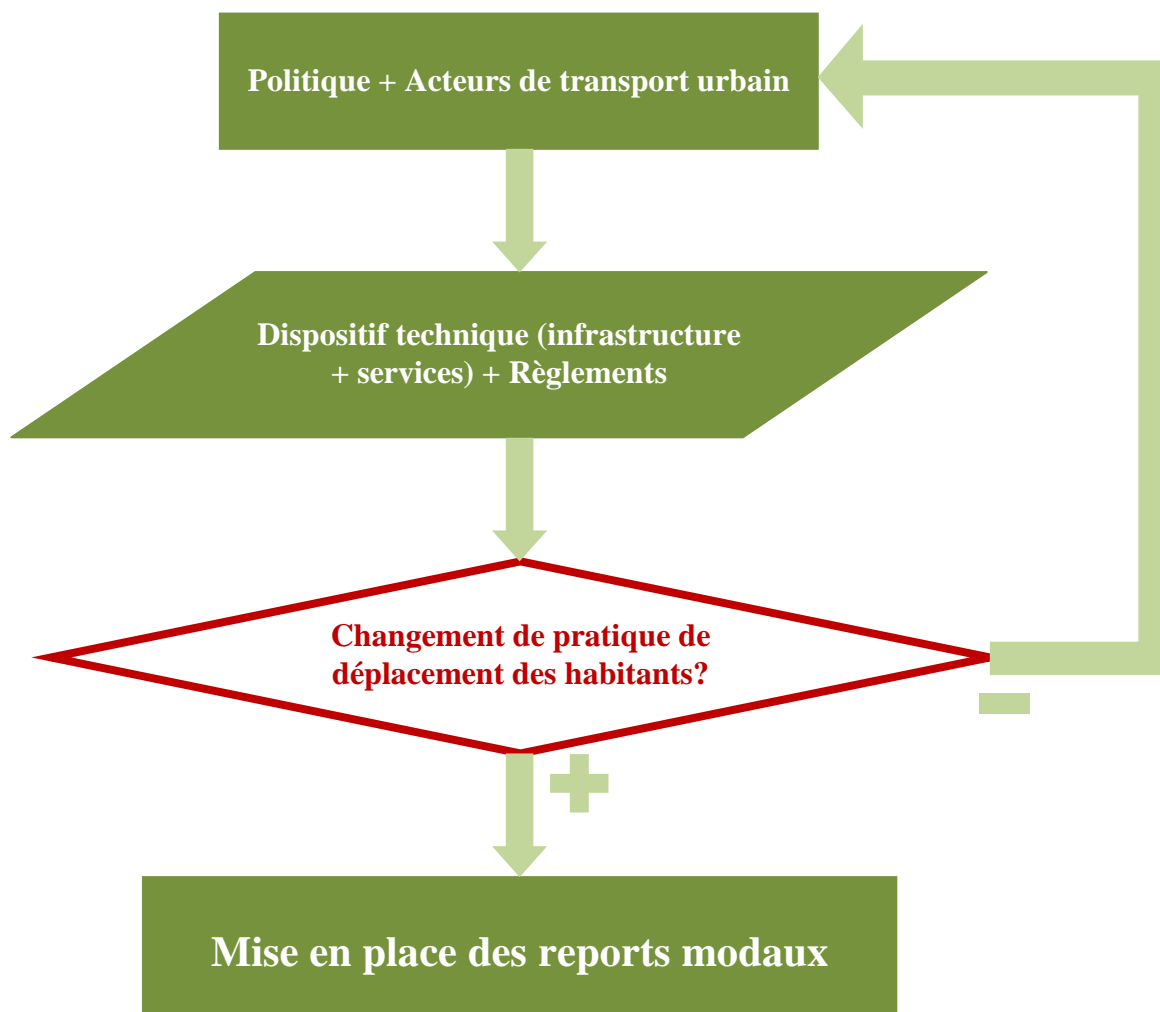 Politique + Acteurs de transport urbain
Dispositif technique (infrastructure
+ services) + Règlements
Changement de pratique de
déplacement des habitants?
Mise en place des reports modaux